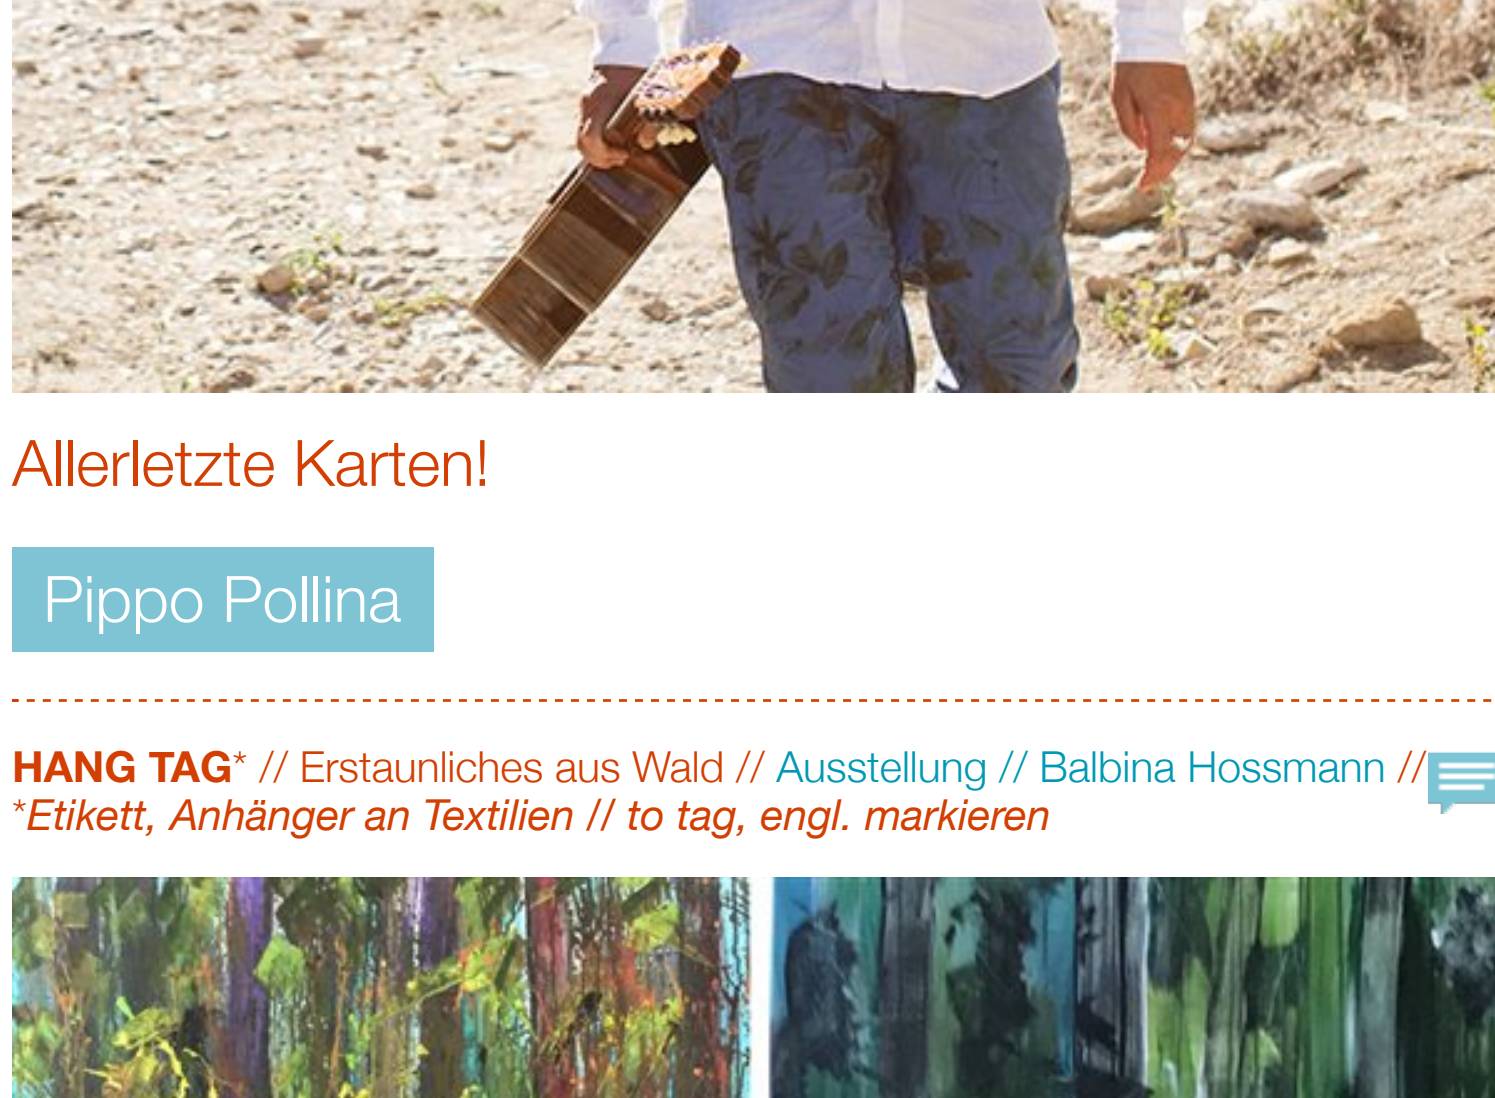 Allerletzte Karten!
Pippo Pollina
HANG TAG* // Erstaunliches aus Wald // Ausstellung // Balbina Hossmann //
*Etikett, Anhänger an Textilien // to tag, engl. markieren